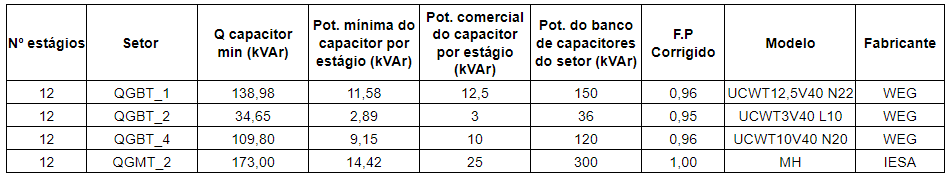 Nº estágios Setor Q capacitor min (kVAr) Pot. mínima do capacitor por estágio (kVAr) Pot. comercial do capacitor por estágio (kVAr) Pot. do banco de capacitores do setor (kVAr) F.P Corrigido Modelo Fabricante
12 QGBT_1 138,98 11,58 12,5 150 0,96 UCWT12,5V40 N22 WEG
12 QGBT_2 34,65 2,89 3 36 0,95 UCWT3V40 L10 WEG
12 QGBT_4 109,80 9,15 10 120 0,96 UCWT10V40 N20 WEG
12 QGMT_2 173,00 14,42 25 300 1,00 MH IESA